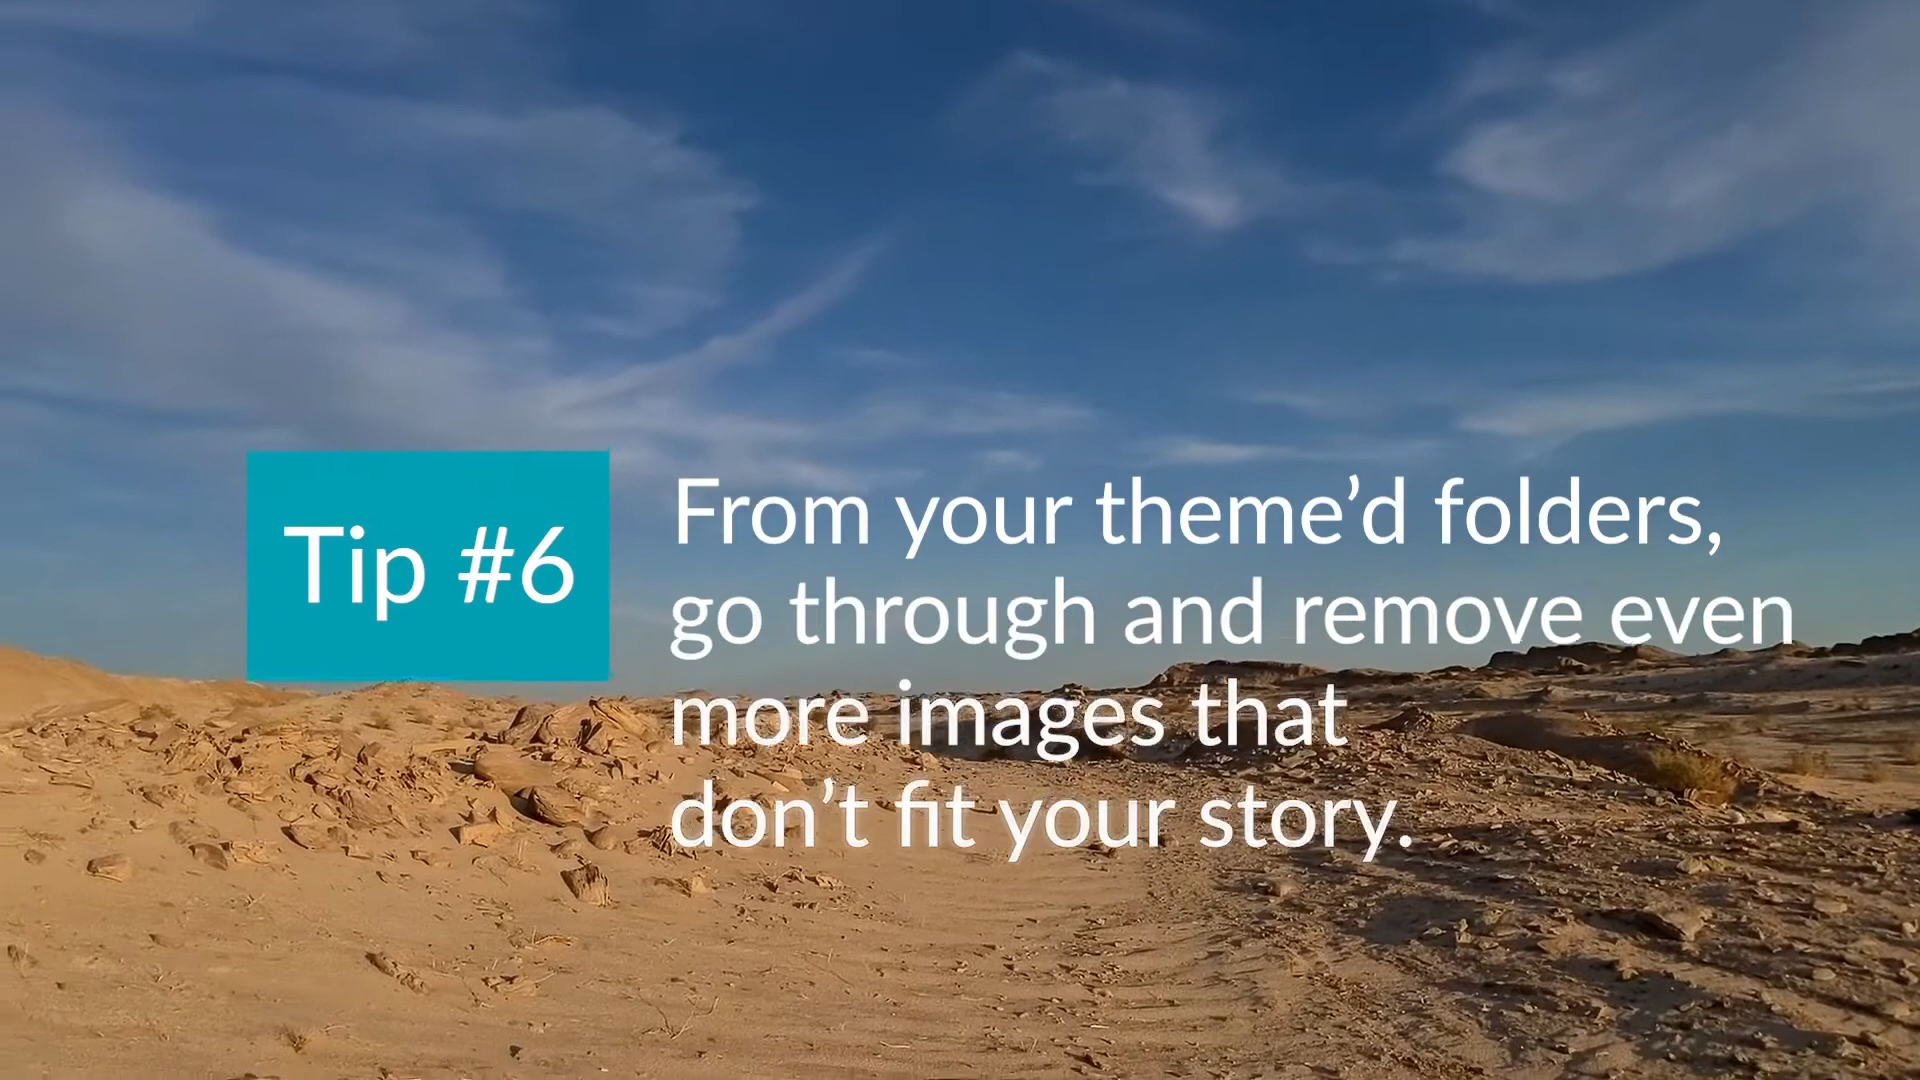 Tip #6
From your theme’d folders,
go through and remove even
more images that
don’t fit your story.